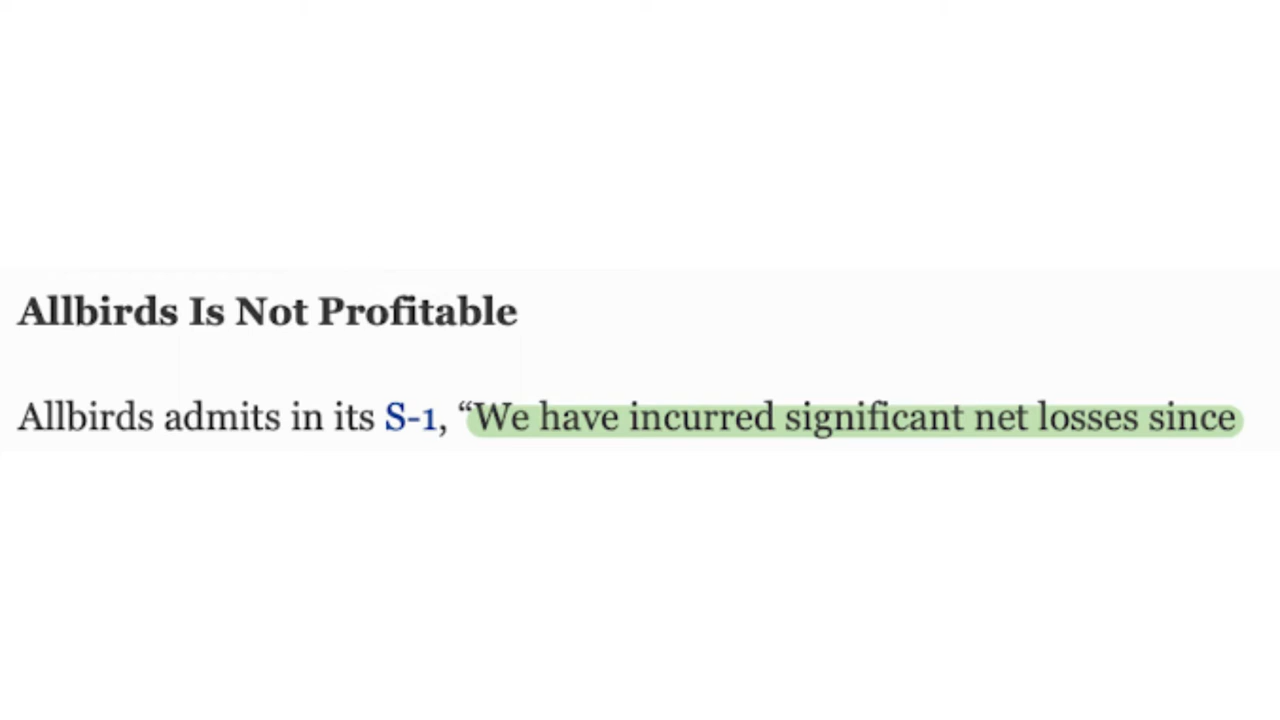 Allbirds Is Not Profitable
Allbirds admits in its S-1, “We have incurred significant net losses since